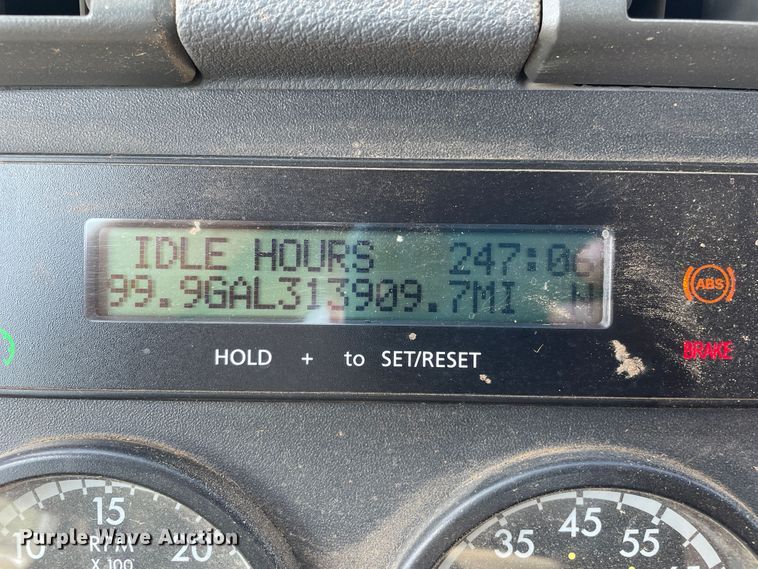 IDLE HOURS 247:06
99.9GAL313909.7MI N
ABS
HOLD + to SET/RESET
BRAKE
10 15 20
RPM
X 100
35 45 55
Purple Wave Auction